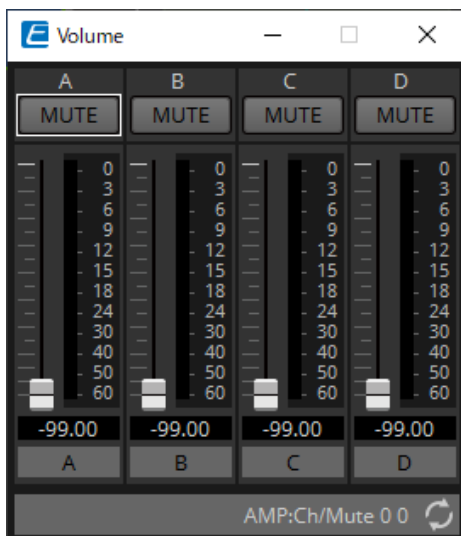 Volume
A B C D
MUTE MUTE MUTE MUTE
0 0 0 0
3 3 3 3
6 6 6 6
9 9 9 9
12 12 12 12
15 15 15 15
18 18 18 18
24 24 24 24
30 30 30 30
40 40 40 40
50 50 50 50
60 60 60 60
-99.00 -99.00 -99.00 -99.00
A B C D
AMP:Ch/Mute 0 0